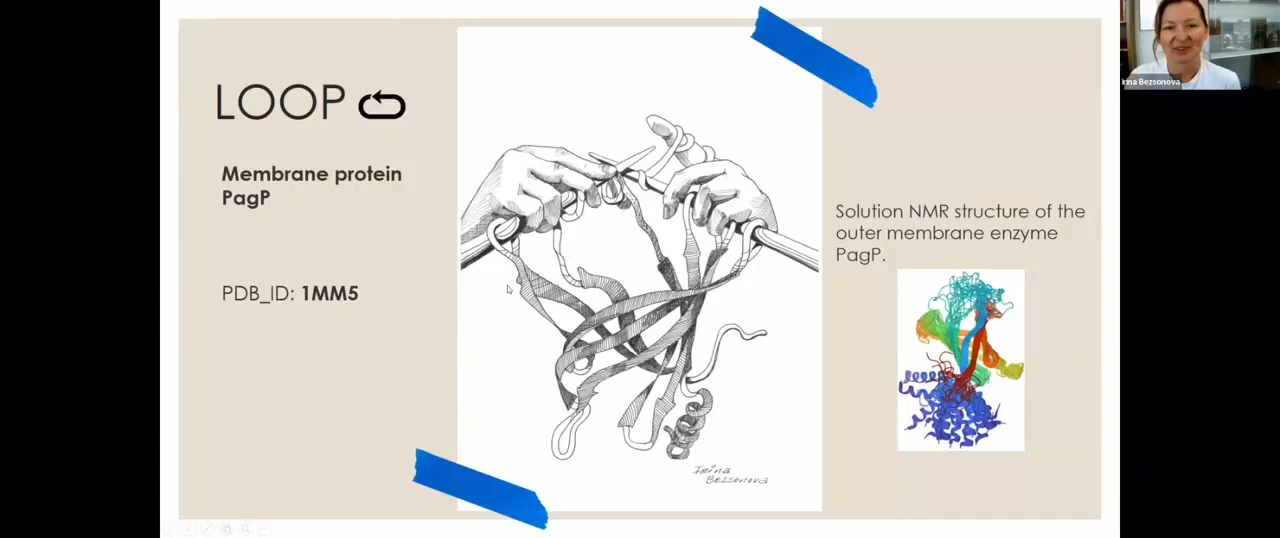 LOOP
Membrane protein
PagP
PDB_ID: 1MM5
Irina
Bezsonova
Solution NMR structure of the
outer membrane enzyme
PagP.
Irina Bezsonova